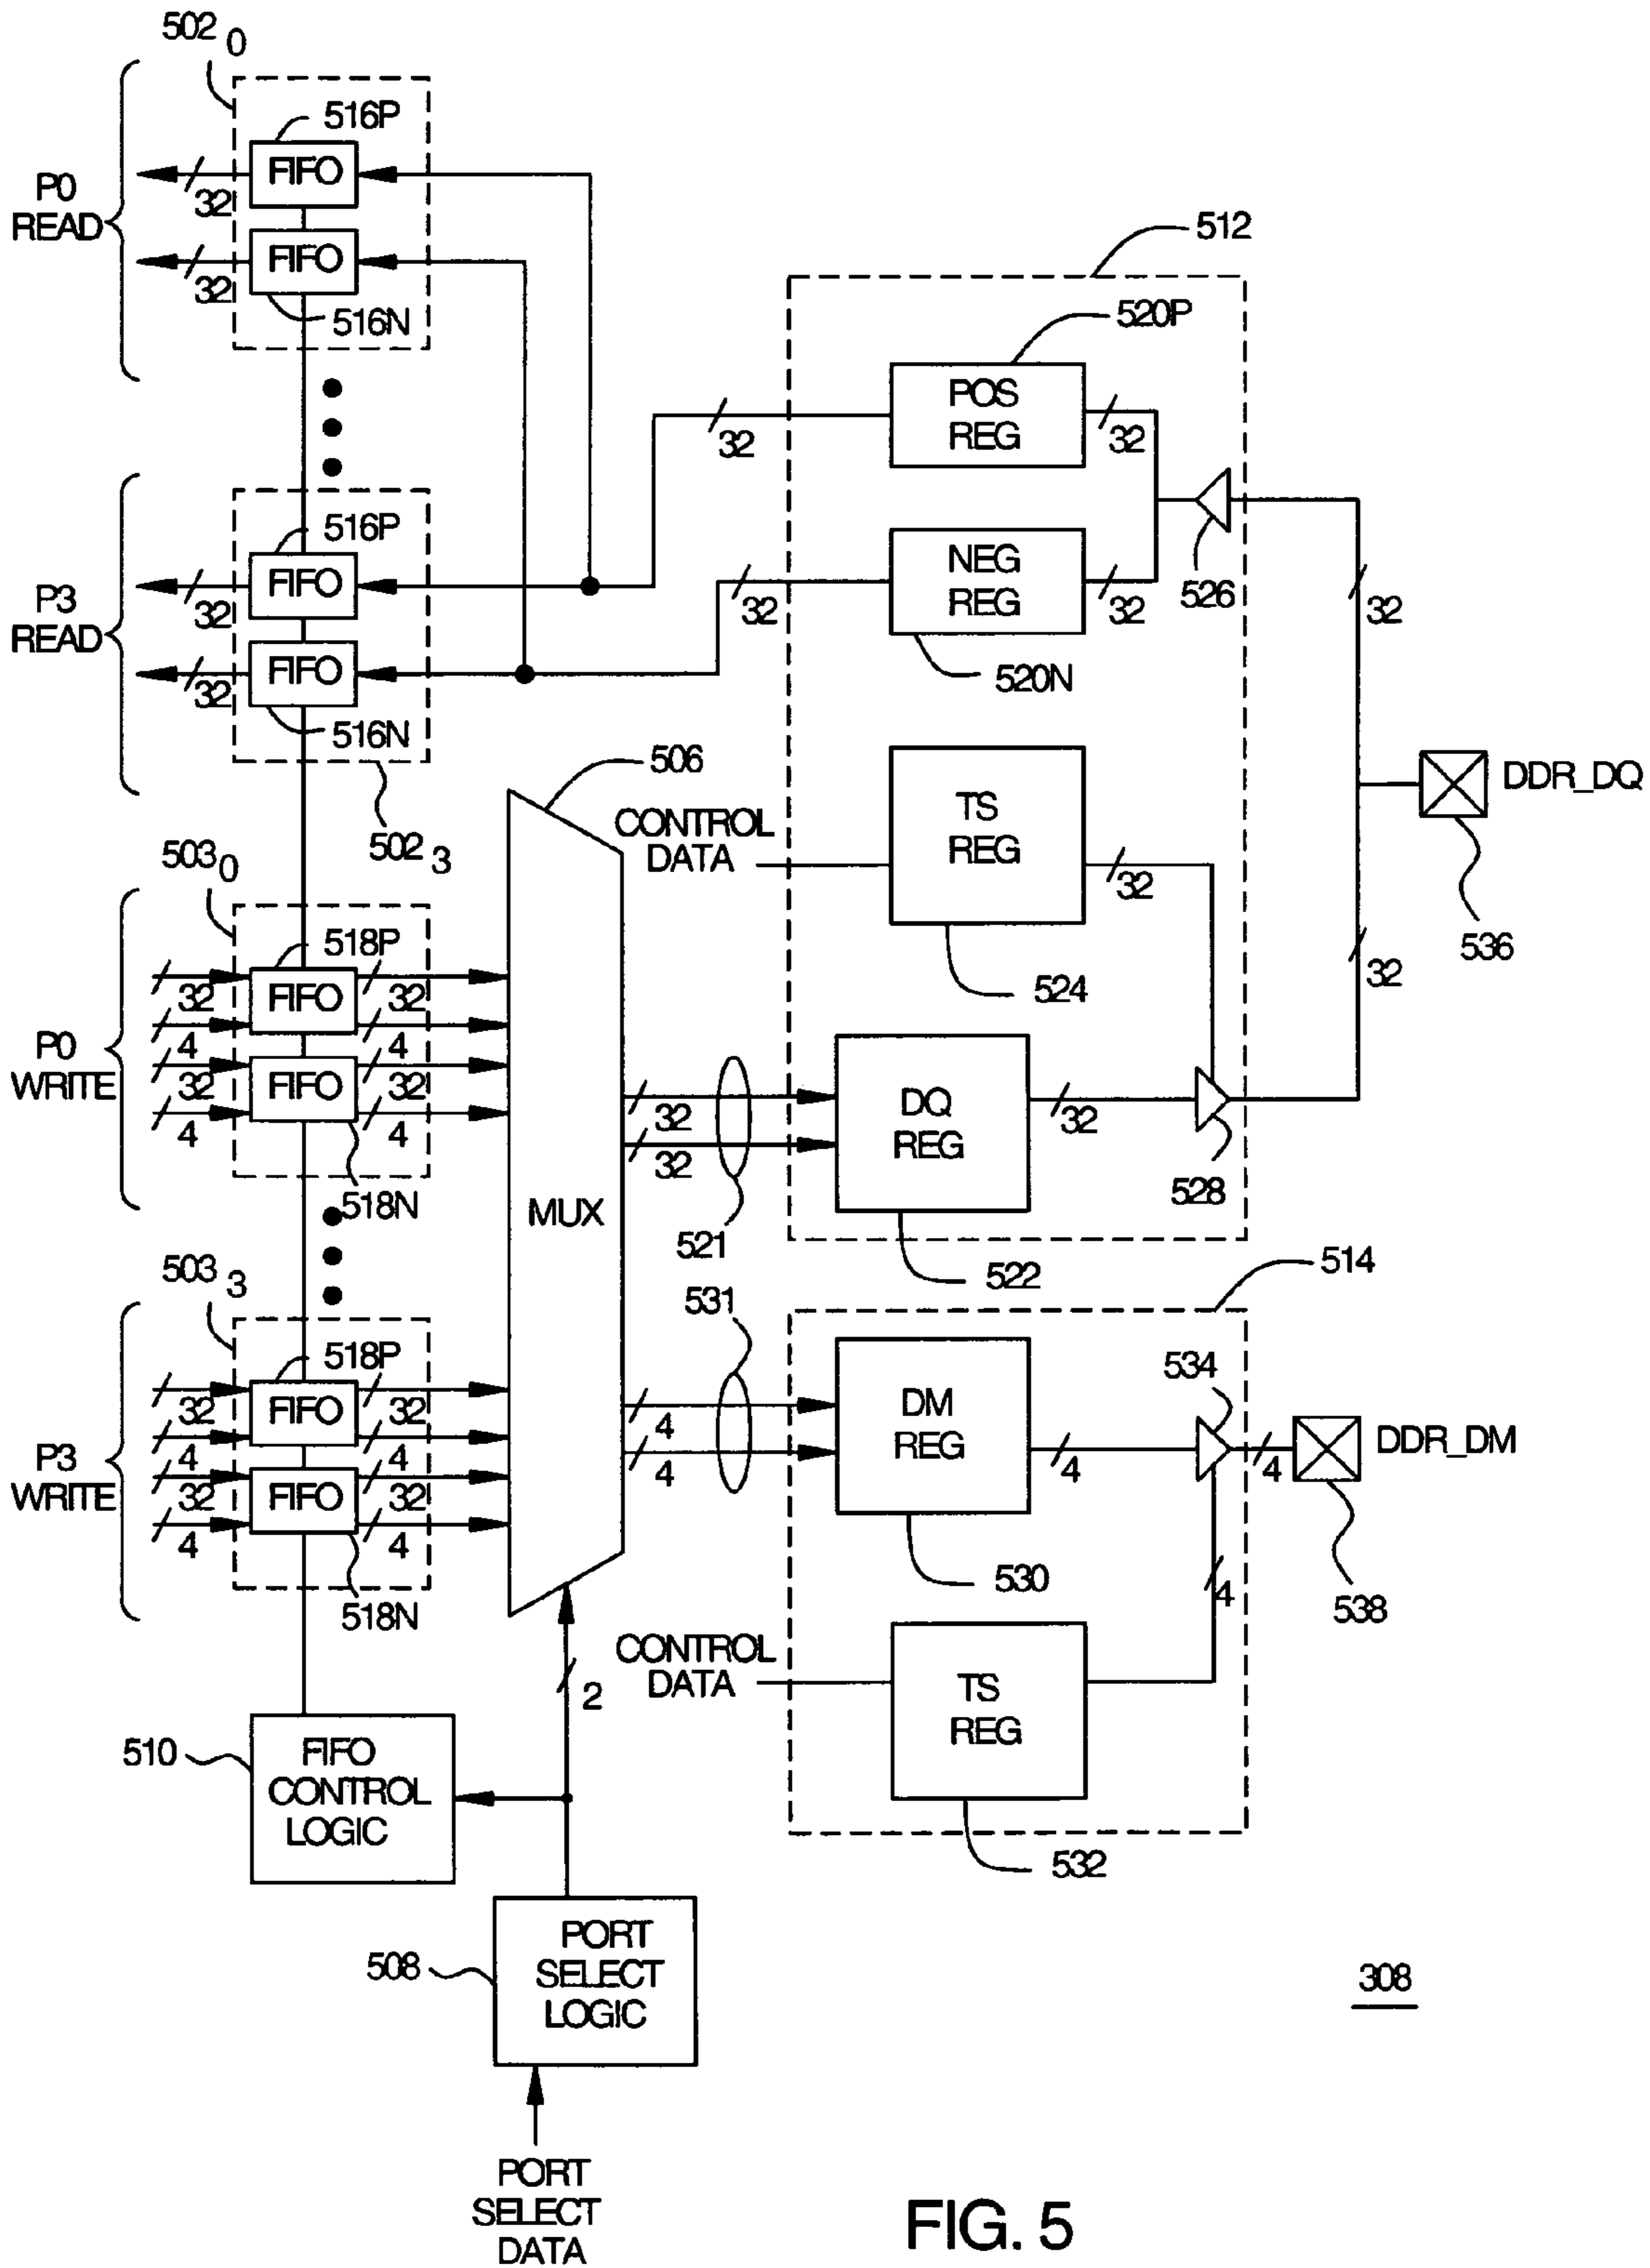 502 0
516P
FIFO
32
P0
READ
FIFO
32
516N
512
520P
POS
REG
32
32
516P
FIFO
32
P3
READ
FIFO
32
516N
502 3
NEG
REG
32
32
520N
526
32
506
CONTROL
DATA
TS
REG
32
524
DDR_DQ
536
32
503 0
518P
FIFO
32
32
4
4
P0
WRITE
FIFO
32
32
4
4
518N
MUX
32
32
521
DQ
REG
32
522
528
514
503 3
518P
FIFO
32
32
4
4
P3
WRITE
FIFO
32
32
4
4
518N
531
4
4
DM
REG
4
530
534
4
DDR_DM
538
4
CONTROL
DATA
TS
REG
532
2
510
FIFO
CONTROL
LOGIC
508
PORT
SELECT
LOGIC
308
PORT
SELECT
DATA
FIG. 5